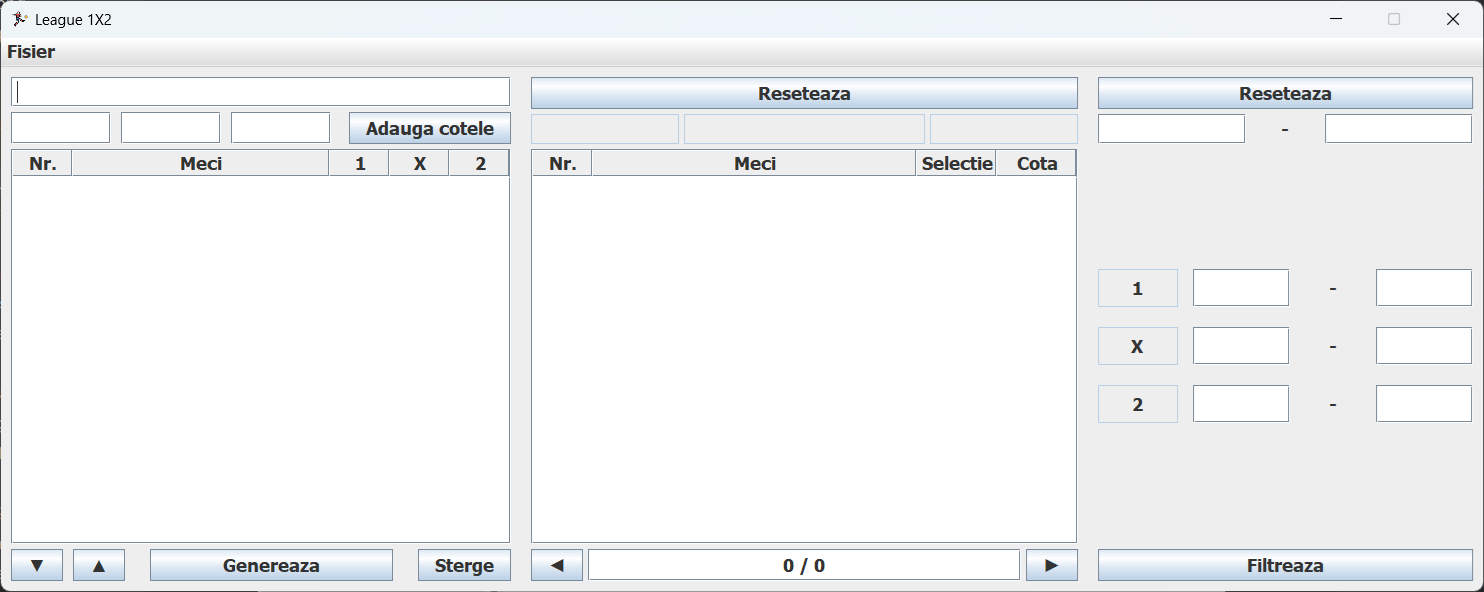 League 1X2
Fisier
Reseteaza
Reseteaza
Adauga cotele
-
Nr. Meci 1 X 2
Nr. Meci Selectie Cota
1 -
X -
2 -
▼ ▲ Genereaza Sterge
◄ 0 / 0 ►
Filtreaza